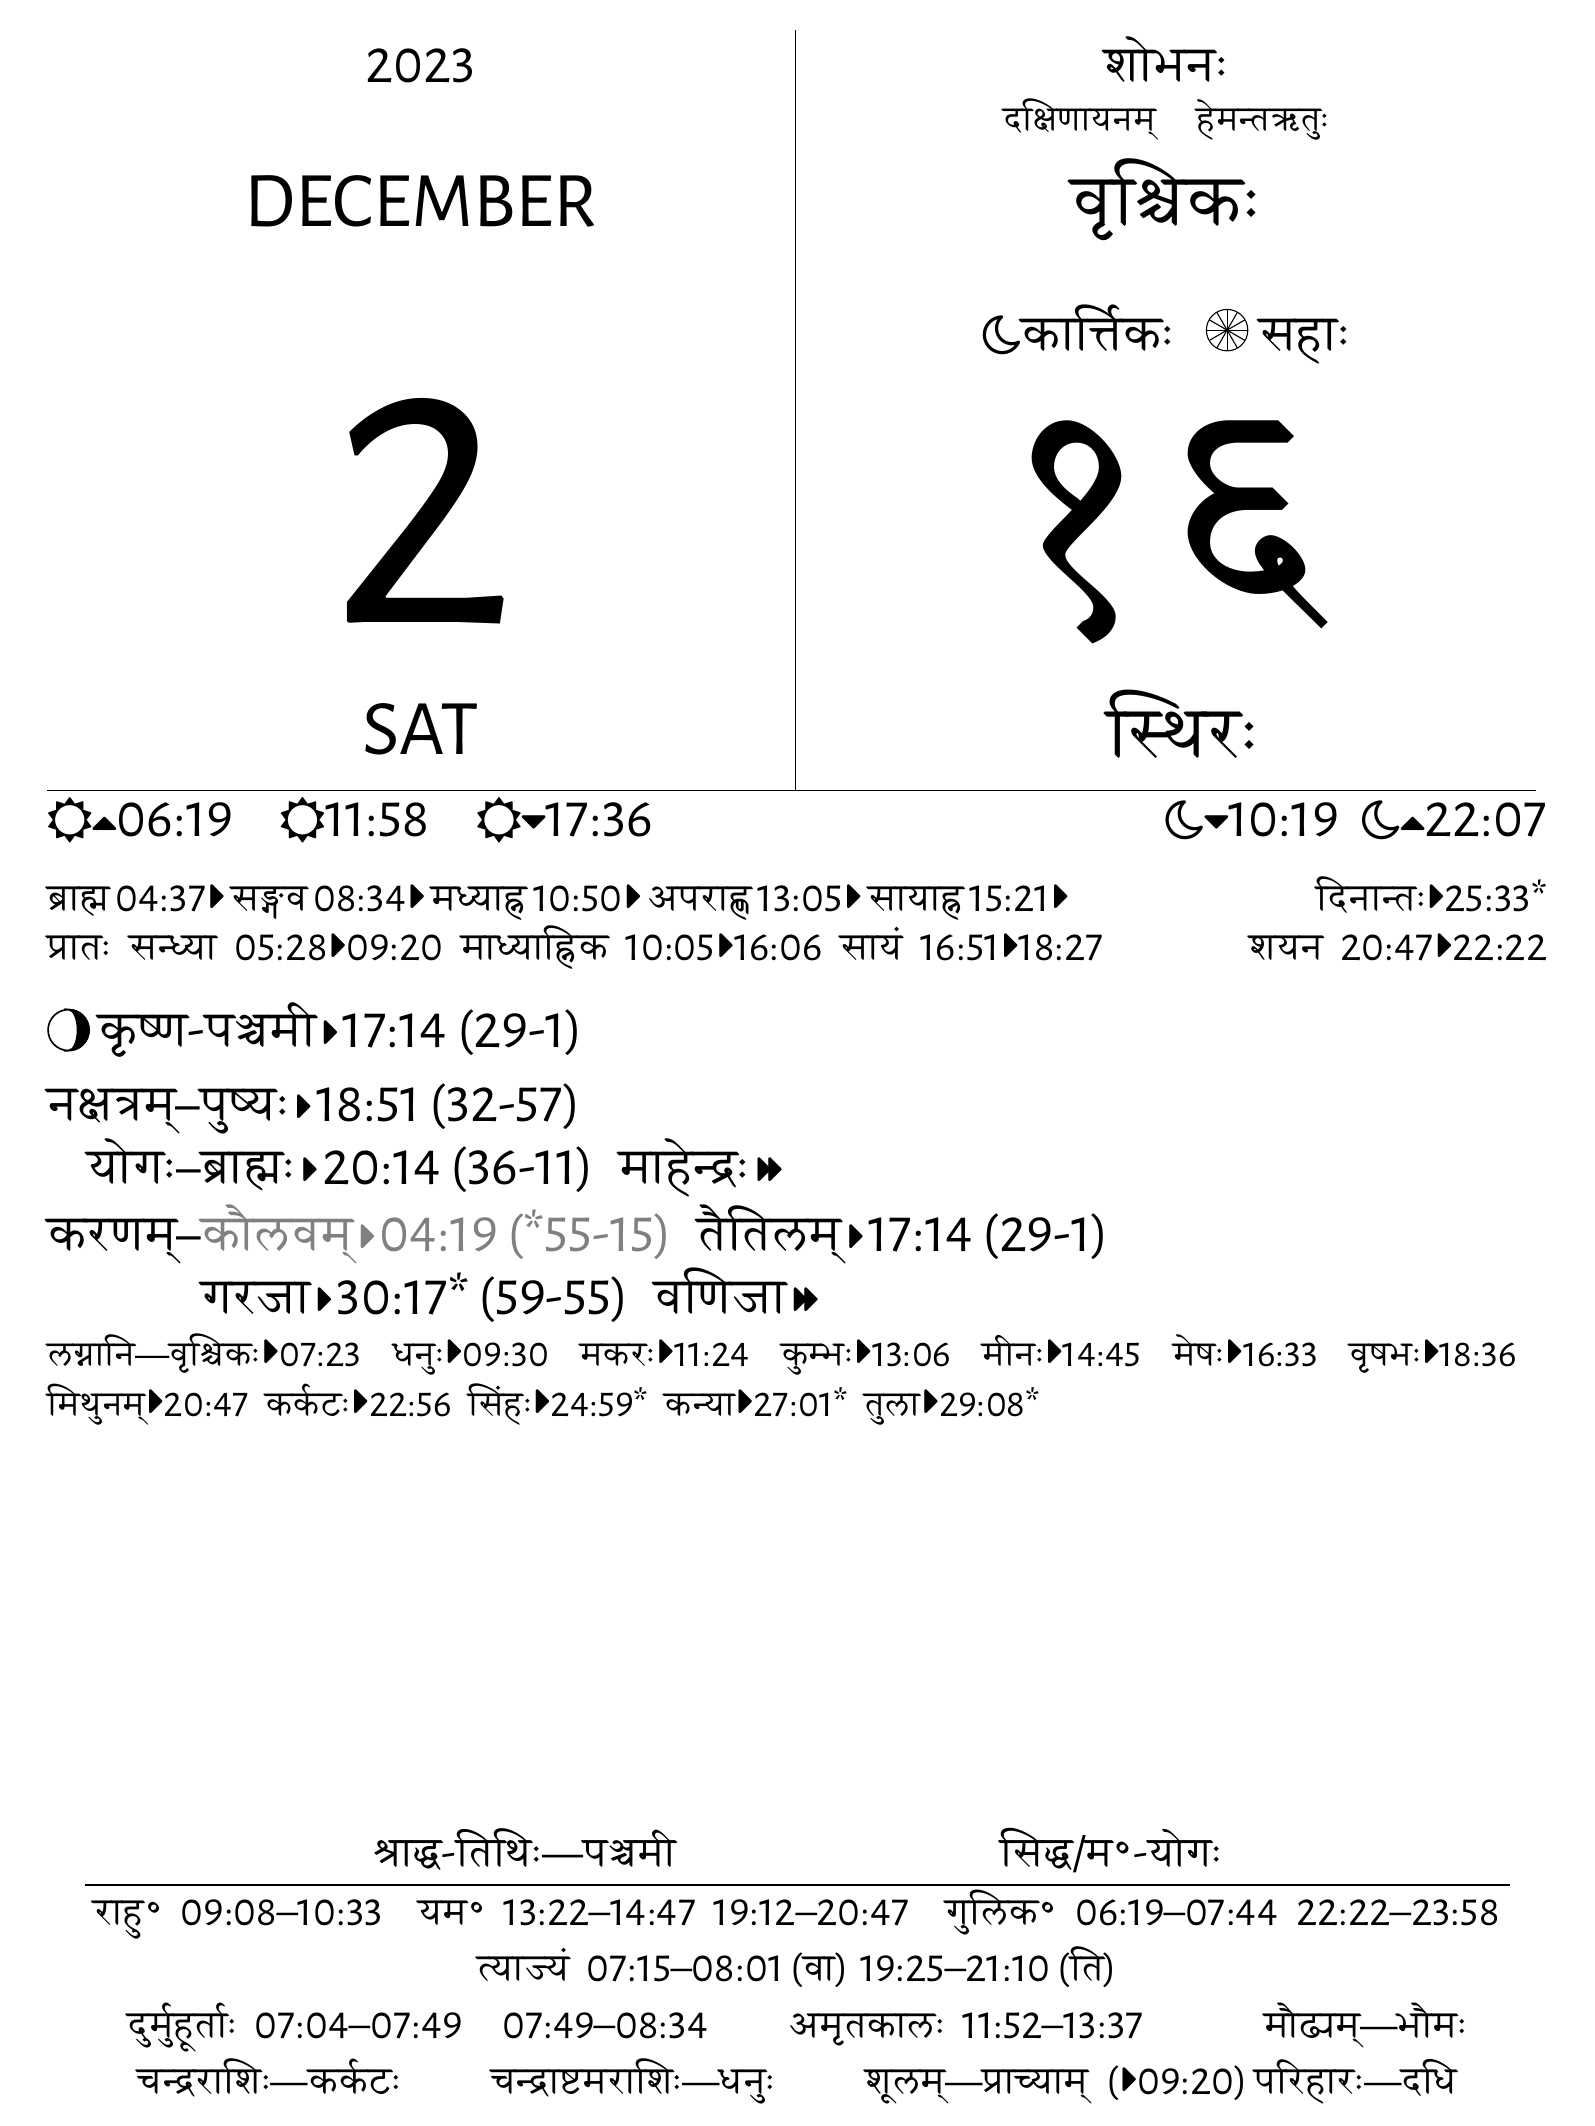 2023
DECEMBER
2
SAT
शोभनः
दक्षिणायनम् हेमन्तऋतुः
वृश्चिकः
कार्त्तिकः सहाः
१६
स्थिरः
06:19 11:58 17:36 10:19 22:07
ब्राह्म 04:37 सङ्गव 08:34 मध्याह्न 10:50 अपराह्ण 13:05 सायाह्न 15:21 दिनान्तः 25:33*
प्रातः सन्ध्या 05:28 09:20 माध्याह्निक 10:05 16:06 सायं 16:51 18:27 शयन 20:47 22:22
कृष्ण-पञ्चमी 17:14 (29-1)
नक्षत्रम्–पुष्यः 18:51 (32-57)
योगः–ब्राह्मः 20:14 (36-11) माहेन्द्रः
करणम्–कौलवम् 04:19 (*55-15) तैतिलम् 17:14 (29-1)
गरजा 30:17* (59-55) वणिजा
लग्नानि—वृश्चिकः 07:23 धनुः 09:30 मकरः 11:24 कुम्भः 13:06 मीनः 14:45 मेषः 16:33 वृषभः 18:36
मिथुनम् 20:47 कर्कटः 22:56 सिंहः 24:59* कन्या 27:01* तुला 29:08*
श्राद्ध-तिथिः—पञ्चमी सिद्ध/म॰-योगः
राहु॰ 09:08–10:33 यम॰ 13:22–14:47 19:12–20:47 गुलिक॰ 06:19–07:44 22:22–23:58
त्याज्यं 07:15–08:01 (वा) 19:25–21:10 (ति)
दुर्मुहूर्ताः 07:04–07:49 07:49–08:34 अमृतकालः 11:52–13:37 मौढ्यम्—भौमः
चन्द्रराशिः—कर्कटः चन्द्राष्टमराशिः—धनुः शूलम्—प्राच्याम् (09:20) परिहारः—दधि